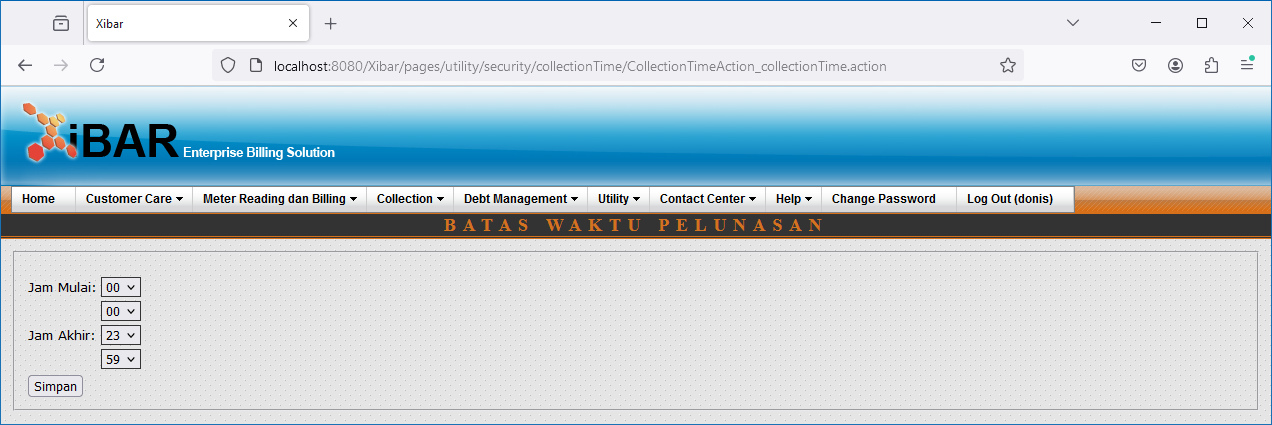 Xibar
localhost:8080/Xibar/pages/utility/security/collectionTime/CollectionTimeAction_collectionTime.action
iBAR Enterprise Billing Solution
Home Customer Care Meter Reading dan Billing Collection Debt Management Utility Contact Center Help Change Password Log Out (donis)
BATAS WAKTU PELUNASAN
Jam Mulai: 00
00
Jam Akhir: 23
59
Simpan